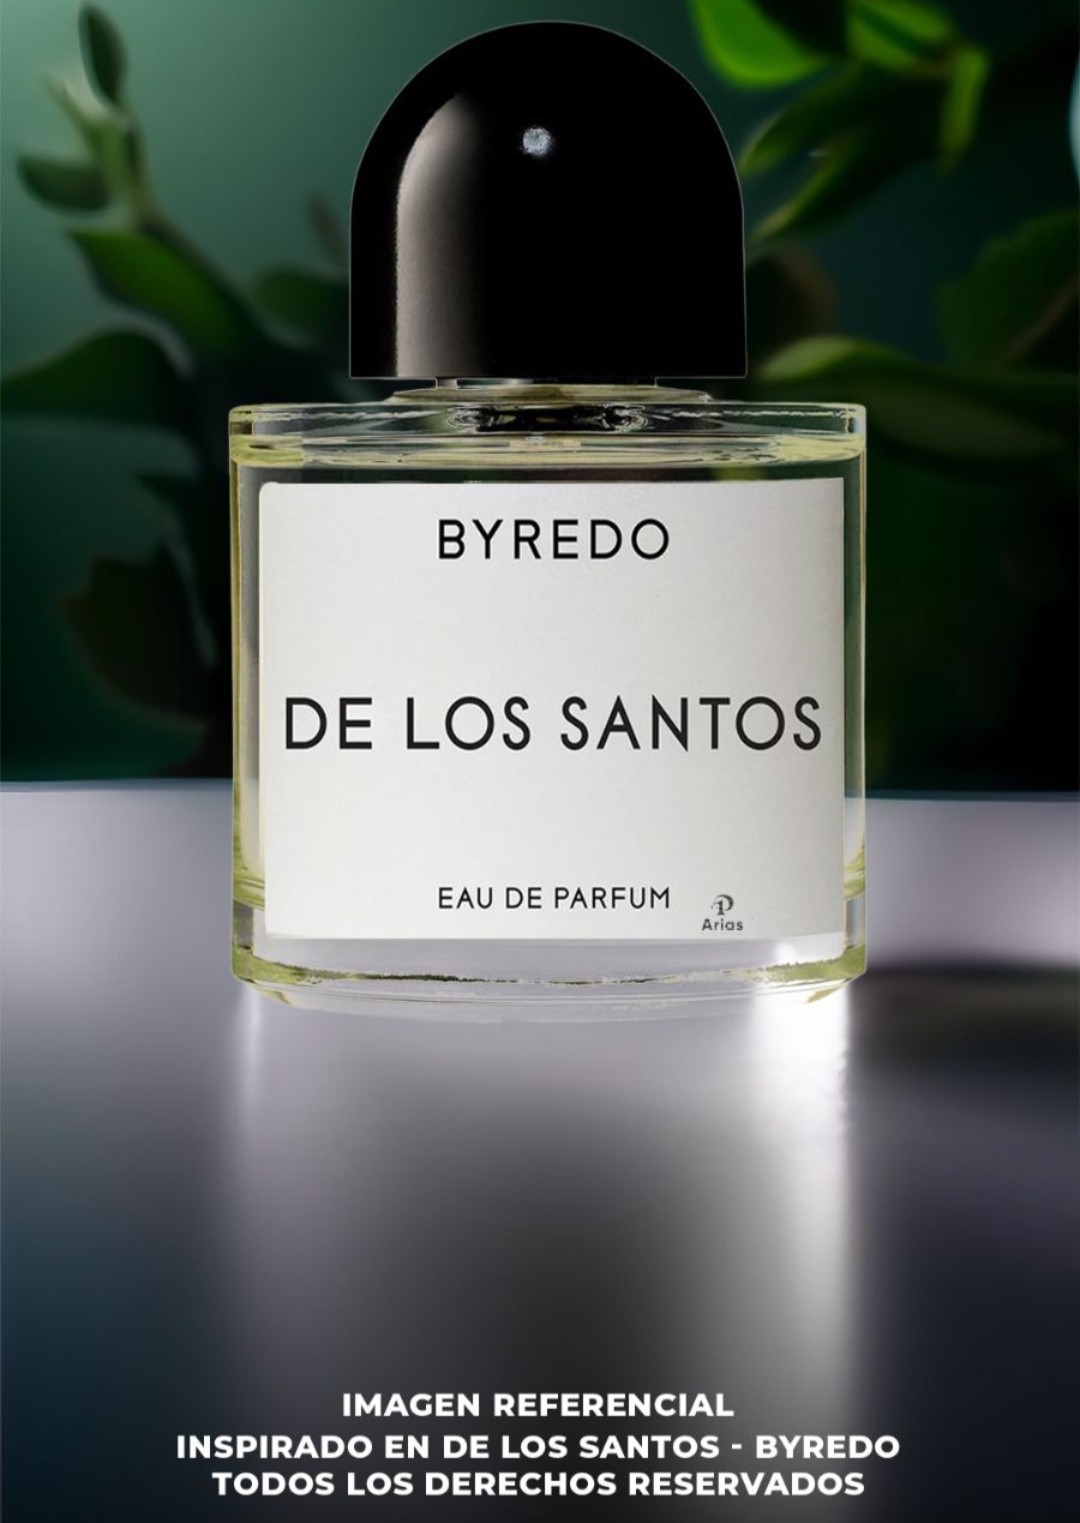 BYREDO
DE LOS SANTOS
EAU DE PARFUM
Arias
IMAGEN REFERENCIAL
INSPIRADO EN DE LOS SANTOS - BYREDO
TODOS LOS DERECHOS RESERVADOS